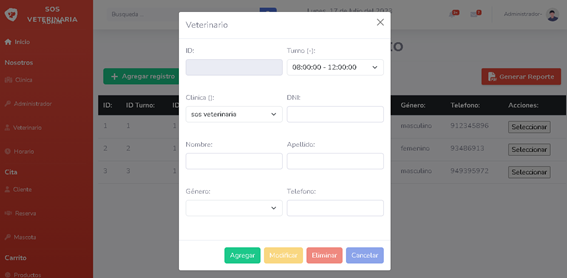 SOS
VETERINARIA
Inicio
Nosotros
Clinica
Administrador
Veterinario
Horario
Cita
Cliente
Reserva
Mascota
Carrito
Productos
Busqueda ...
Lunes, 17 de julio del 2023
Administrador
Agregar registro
Generar Reporte
ID: ID Turno: ID Género: Telefono: Acciones:
1 1 1 masculino 912345896 Seleccionar
2 2 1 femenino 93486913 Seleccionar
3 3 1 masculino 949395972 Seleccionar
Veterinario
ID: Turno (-):
08:00:00 - 12:00:00
Clinica (): DNI:
sos veterinaria
Nombre: Apellido:
Género: Telefono:
Agregar Modificar Eliminar Cancelar